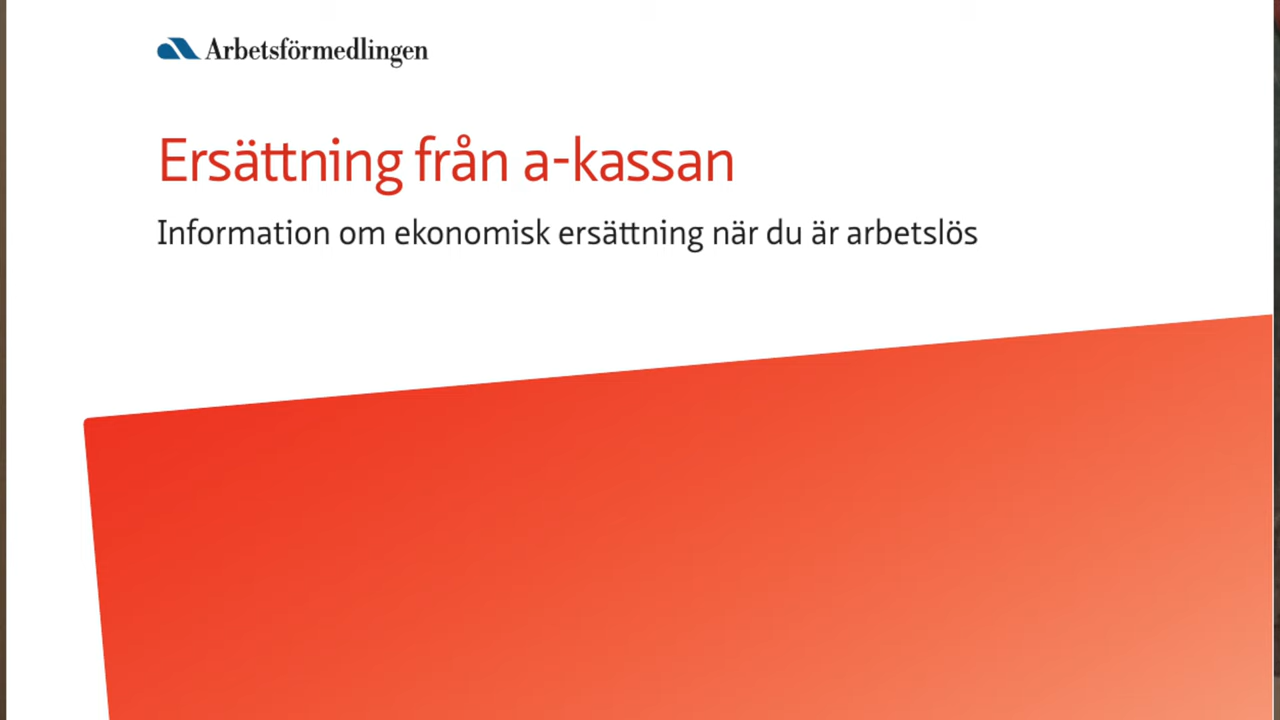 Arbetsförmedlingen
Ersättning från a-kassan
Information om ekonomisk ersättning när du är arbetslös